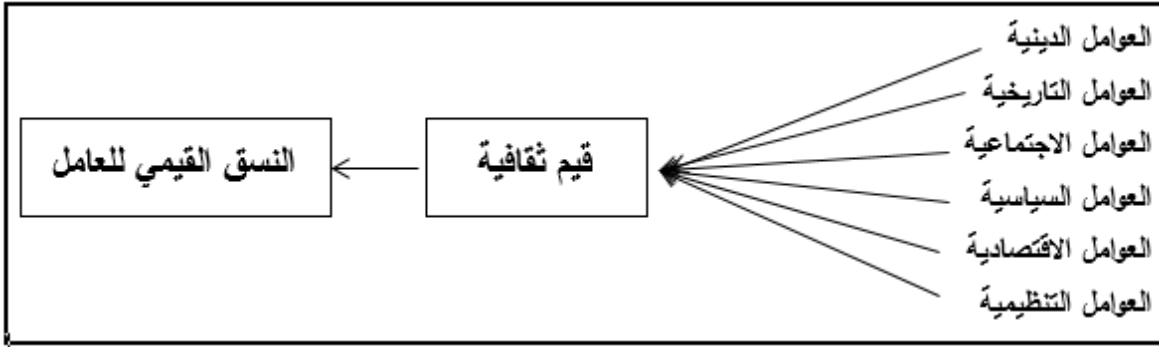 العوامل الدينية
العوامل التاريخية
العوامل الاجتماعية
العوامل السياسية
العوامل الاقتصادية
العوامل التنظيمية
قيم ثقافية
النسق القيمي للعامل